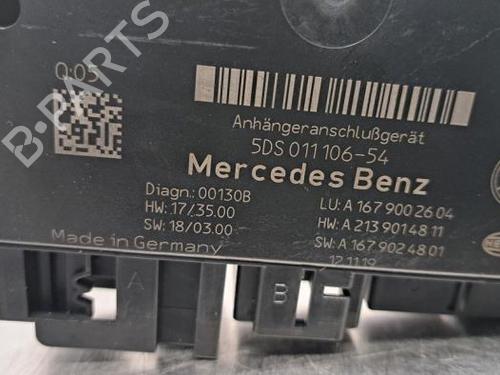 Q:05
Anhängeranschlußgerät
5DS 011 106-54
Mercedes Benz
Diagn.: 00130B
HW: 17/35.00
SW: 18/03.00
Made in Germany
LU: A 167 900 26 04
HW: A 213 901 48 11
SW: A 167 902 48 01
12.11.19
A
B
B-PARTS